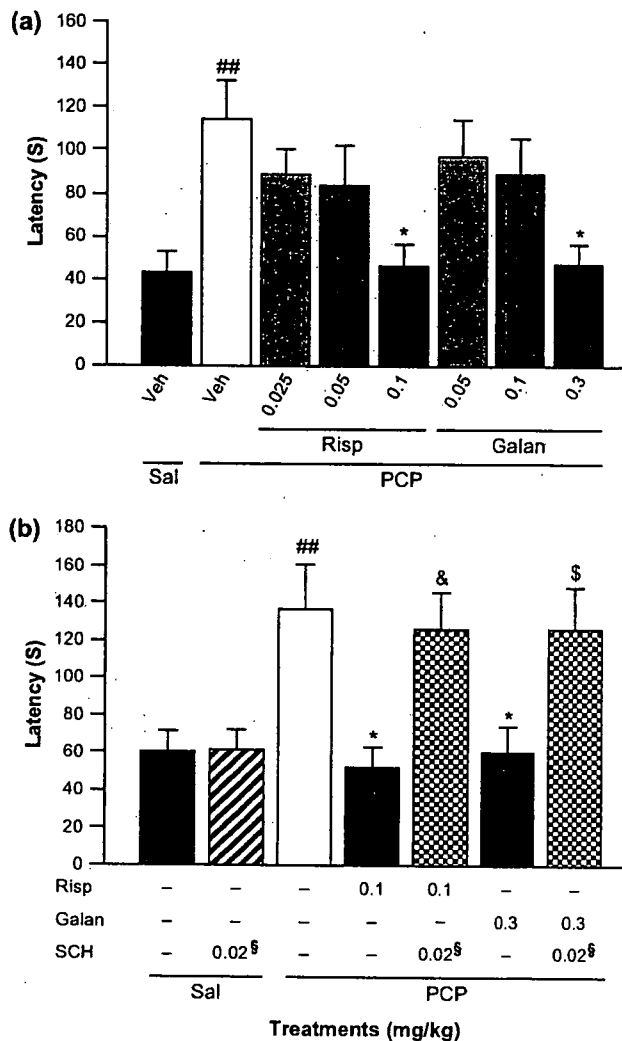 (a)
160
140
120
100
80
60
40
20
0
Latency (S)
##
*
*
Veh
Veh
0.025
0.05
0.1
0.05
0.1
0.3
Risp
Galan
Sal
PCP
(b)
180
160
140
120
100
80
60
40
20
0
Latency (S)
##
*
&
*
$
Risp – – – 0.1 0.1 – –
Galan – – – – – 0.3 0.3
SCH – 0.02§ – – 0.02§ – 0.02§
Sal
PCP
Treatments (mg/kg)